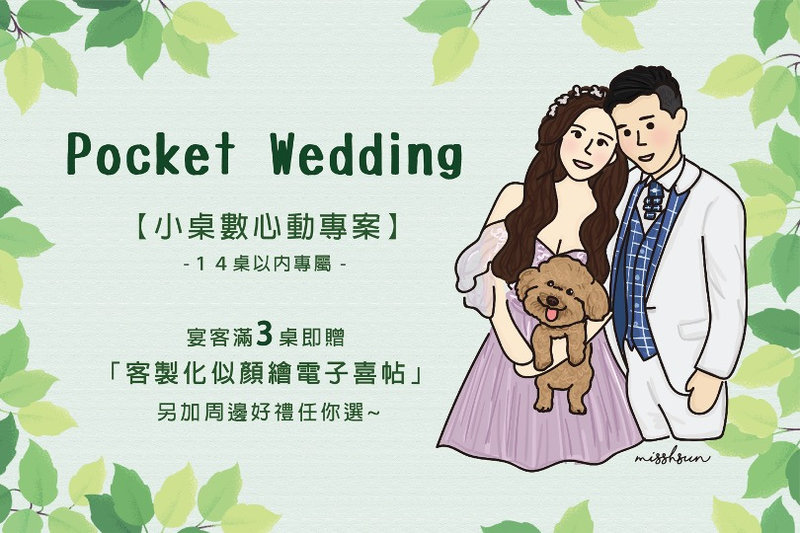 Pocket Wedding
【小桌數心動專案】
-１４桌以內專屬 -
宴客滿3桌即贈
「客製化似顏繪電子喜帖」
另加周邊好禮任你選~
misshsun